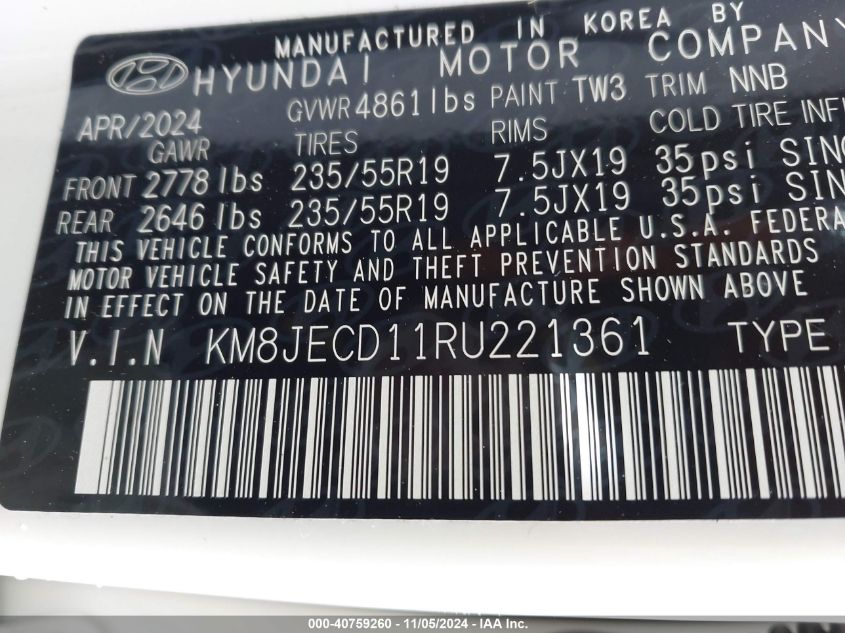 MANUFACTURED IN KOREA BY
HYUNDAI MOTOR COMPANY
APR/2024 GVWR 4861 lbs PAINT TW3 TRIM NNB
GAWR TIRES RIMS COLD TIRE
FRONT 2778 lbs 235/55R19 7.5JX19 35psi
REAR 2646 lbs 235/55R19 7.5JX19 35psi
THIS VEHICLE CONFORMS TO ALL APPLICABLE U.S.A.
MOTOR VEHICLE SAFETY AND THEFT PREVENTION STANDARDS
IN EFFECT ON THE DATE OF MANUFACTURE SHOWN ABOVE
V.I.N KM8JECD11RU221361 TYPE
000-40759260 - 11/05/2024 - IAAI.com